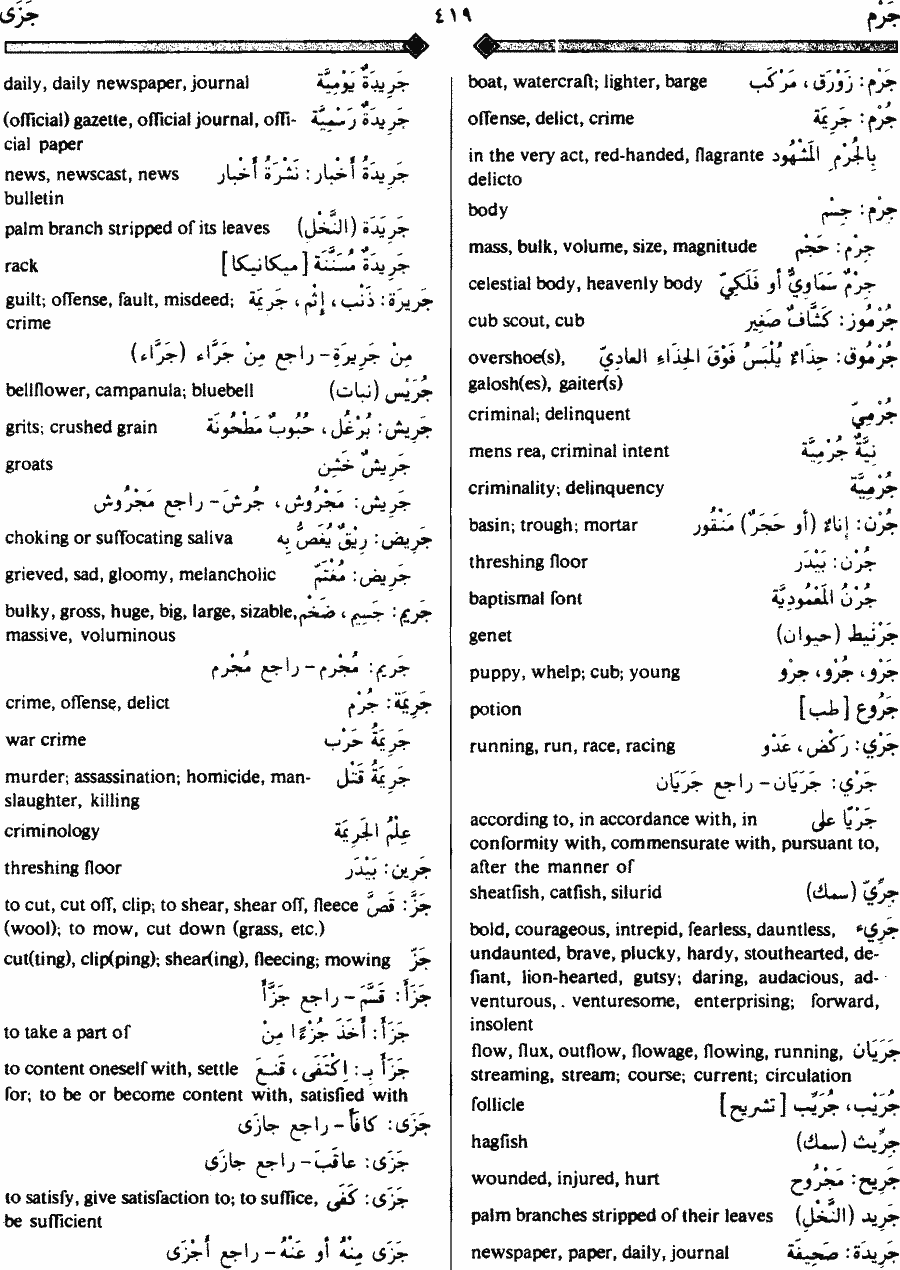 جَزَى ٤١٩ جَرْم
boat, watercraft; lighter, barge جَرْم: زَوْرَق، مَرْكَب
offense, delict, crime جُرْم: جَرِيمَة
in the very act, red-handed, flagrante بِالجُرْمِ المَشْهُود
delicto
body جِرْم: جِسْم
mass, bulk, volume, size, magnitude جِرْم: حَجْم
celestial body, heavenly body جِرْمٌ سَمَاوِيٌّ أو فَلَكِيّ
cub scout, cub جُرْمُوز: كَشَّافٌ صَغِير
overshoe(s), جُرْمُوق: حِذَاءٌ يُلْبَسُ فَوْقَ الحِذَاءِ العادِيّ
galosh(es), gaiter(s)
criminal; delinquent جُرْمِيّ
mens rea, criminal intent نِيَّةٌ جُرْمِيَّة
criminality; delinquency جُرْمِيَّة
basin; trough; mortar جُرْن: إنَاءٌ (أو حَجَرٌ) مَنْقُور
threshing floor جُرْن: بَيْدَر
baptismal font جُرْنُ المَعْمُودِيَّة
genet جَرْنَيط (حيوان)
puppy, whelp; cub; young جَرْو، جُرْو، جِرْو
potion جَرُوع [طب]
running, run, race, racing جَرْي: رَكْض، عَدْو
جَرْي: جَرَيَان - راجع جَرَيَان
according to, in accordance with, in جَرْيًا على
conformity with, commensurate with, pursuant to,
after the manner of
sheatfish, catfish, silurid جِرِّيّ (سمك)
bold, courageous, intrepid, fearless, dauntless, جَرِيء
undaunted, brave, plucky, hardy, stouthearted, de-
fiant, lion-hearted, gutsy; daring, audacious, ad-
venturous, . venturesome, enterprising; forward,
insolent
flow, flux, outflow, flowage, flowing, running, جَرَيَان
streaming, stream; course; current; circulation
follicle جُرَيْب، جُرَيِّب [تشريح]
hagfish جِرِّيث (سمك)
wounded, injured, hurt جَرِيح: مَجْرُوح
palm branches stripped of their leaves جَرِيد (النَّخْل)
newspaper, paper, daily, journal جَرِيدَة: صَحِيفَة
daily, daily newspaper, journal جَرِيدَةٌ يَوْمِيَّة
(official) gazette, official journal, offi- جَرِيدَةٌ رَسْمِيَّة
cial paper
news, newscast, news جَرِيدَةُ أَخْبار: نَشْرَةُ أَخْبار
bulletin
palm branch stripped of its leaves جَرِيدَة (النَّخْل)
rack جَرِيدَةٌ مُسَنَّنَة [ميكانيكا]
guilt; offense, fault, misdeed; جَرِيرَة: ذَنْب، إثْم، جَرِيمَة
crime
مِنْ جَرِيرَةِ - راجع مِنْ جَرَّاء (جَرَّاء)
bellflower, campanula; bluebell جُرَيْس (نبات)
grits; crushed grain جَرِيش: بُرْغُل، حُبُوبٌ مَطْحُونَة
groats جَرِيشٌ خَشِن
جَرِيش: مَجْرُوش، جُرِشَ - راجع مَجْرُوش
choking or suffocating saliva جَرِيض: رِيْقٌ يُغَصُّ بِهِ
grieved, sad, gloomy, melancholic جَرِيض: مُغْتَمّ
bulky, gross, huge, big, large, sizable, جَرِيم: جَسِيم، ضَخْم
massive, voluminous
جَرِيم: مُجْرِم - راجع مُجْرِم
crime, offense, delict جَرِيمَة: جُرْم
war crime جَرِيمَةُ حَرْب
murder; assassination; homicide, man- جَرِيمَةُ قَتْل
slaughter, killing
criminology عِلْمُ الجَرِيمَة
threshing floor جَرِين: بَيْدَر
to cut, cut off, clip; to shear, shear off, fleece جَزَّ: قَصَّ
(wool); to mow, cut down (grass, etc.)
cut(ting), clip(ping); shear(ing), fleecing; mowing جَزّ
جَزَأَ: قَسَّمَ - راجع جَزَّأَ
to take a part of جَزَأَ: أَخَذَ جُزْءًا مِنْ
to content oneself with, settle جَزَأَ بِـ: اِكْتَفَى، قَنِعَ
for; to be or become content with, satisfied with
جَزَى: كَافَأَ - راجع جَازَى
جَزَى: عاقَبَ - راجع جازَى
to satisfy, give satisfaction to; to suffice, جَزَى: كَفَى
be sufficient
جَزَى مِنْهُ أو عَنْهُ - راجع أَجْزَى